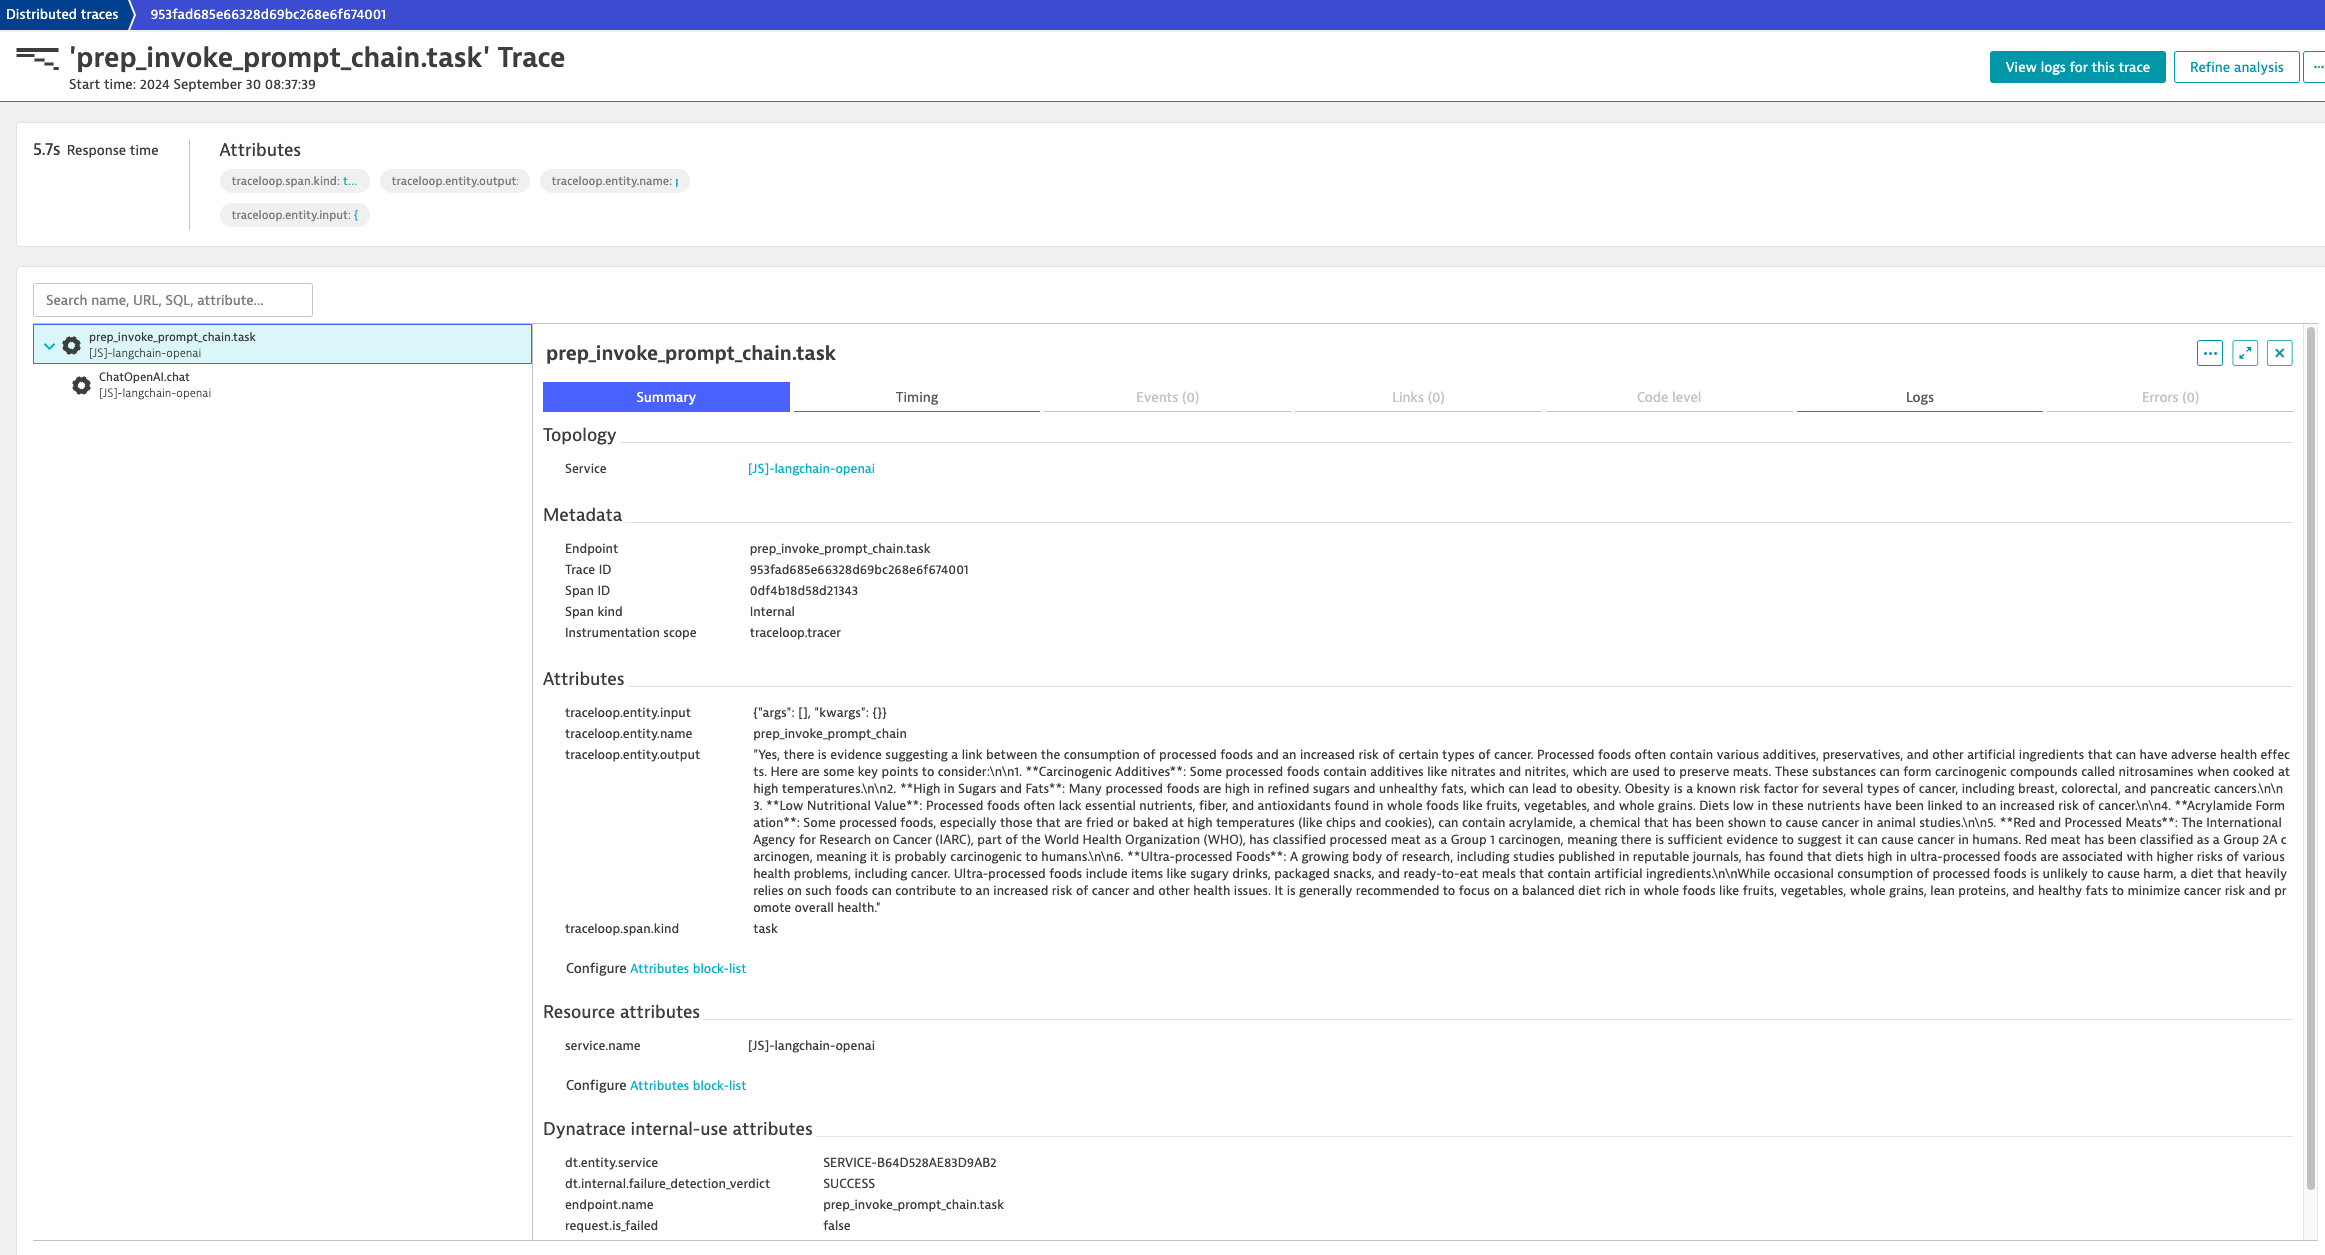 Distributed traces
953fad685e66328d69bc268e6f674001
'prep_invoke_prompt_chain.task' Trace
Start time: 2024 September 30 08:37:39
View logs for this trace
Refine analysis
...
5.7s Response time
Attributes
traceloop.span.kind: t...
traceloop.entity.output:
traceloop.entity.name:
traceloop.entity.input: {
Search name, URL, SQL, attribute...
prep_invoke_prompt_chain.task
[JS]-langchain-openai
ChatOpenAI.chat
[JS]-langchain-openai
prep_invoke_prompt_chain.task
Summary
Timing
Events (0)
Links (0)
Code level
Logs
Errors (0)
Topology
Service [JS]-langchain-openai
Metadata
Endpoint prep_invoke_prompt_chain.task
Trace ID 953fad685e66328d69bc268e6f674001
Span ID 0df4b18d58d21343
Span kind Internal
Instrumentation scope traceloop.tracer
Attributes
traceloop.entity.input {"args": [], "kwargs": {}}
traceloop.entity.name prep_invoke_prompt_chain
traceloop.entity.output "Yes, there is evidence suggesting a link between the consumption of processed foods and an increased risk of certain types of cancer. Processed foods often contain various additives, preservatives, and other artificial ingredients that can have adverse health effec
ts. Here are some key points to consider:\n\n1. **Carcinogenic Additives**: Some processed foods contain additives like nitrates and nitrites, which are used to preserve meats. These substances can form carcinogenic compounds called nitrosamines when cooked at
high temperatures.\n\n2. **High in Sugars and Fats**: Many processed foods are high in refined sugars and unhealthy fats, which can lead to obesity. Obesity is a known risk factor for several types of cancer, including breast, colorectal, and pancreatic cancers.\n\n
3. **Low Nutritional Value**: Processed foods often lack essential nutrients, fiber, and antioxidants found in whole foods like fruits, vegetables, and whole grains. Diets low in these nutrients have been linked to an increased risk of cancer.\n\n4. **Acrylamide Form
ation**: Some processed foods, especially those that are fried or baked at high temperatures (like chips and cookies), can contain acrylamide, a chemical that has been shown to cause cancer in animal studies.\n\n5. **Red and Processed Meats**: The International
Agency for Research on Cancer (IARC), part of the World Health Organization (WHO), has classified processed meat as a Group 1 carcinogen, meaning there is sufficient evidence to suggest it can cause cancer in humans. Red meat has been classified as a Group 2A c
arcinogen, meaning it is probably carcinogenic to humans.\n\n6. **Ultra-processed Foods**: A growing body of research, including studies published in reputable journals, has found that diets high in ultra-processed foods are associated with higher risks of various
health problems, including cancer. Ultra-processed foods include items like sugary drinks, packaged snacks, and ready-to-eat meals that contain artificial ingredients.\n\nWhile occasional consumption of processed foods is unlikely to cause harm, a diet that heavily
relies on such foods can contribute to an increased risk of cancer and other health issues. It is generally recommended to focus on a balanced diet rich in whole foods like fruits, vegetables, whole grains, lean proteins, and healthy fats to minimize cancer risk and pr
omote overall health."
traceloop.span.kind task
Configure Attributes block-list
Resource attributes
service.name [JS]-langchain-openai
Configure Attributes block-list
Dynatrace internal-use attributes
dt.entity.service SERVICE-B64D528AE83D9AB2
dt.internal.failure_detection_verdict SUCCESS
endpoint.name prep_invoke_prompt_chain.task
request.is_failed false